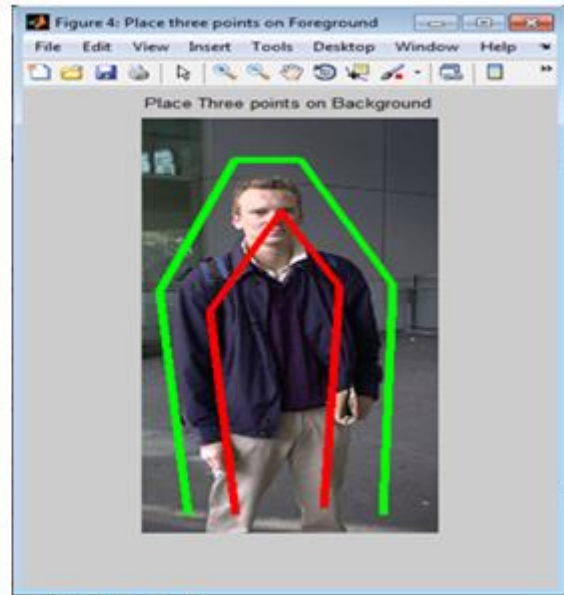 Figure 4: Place three points on Foreground
File Edit View Insert Tools Desktop Window Help
Place Three points on Background